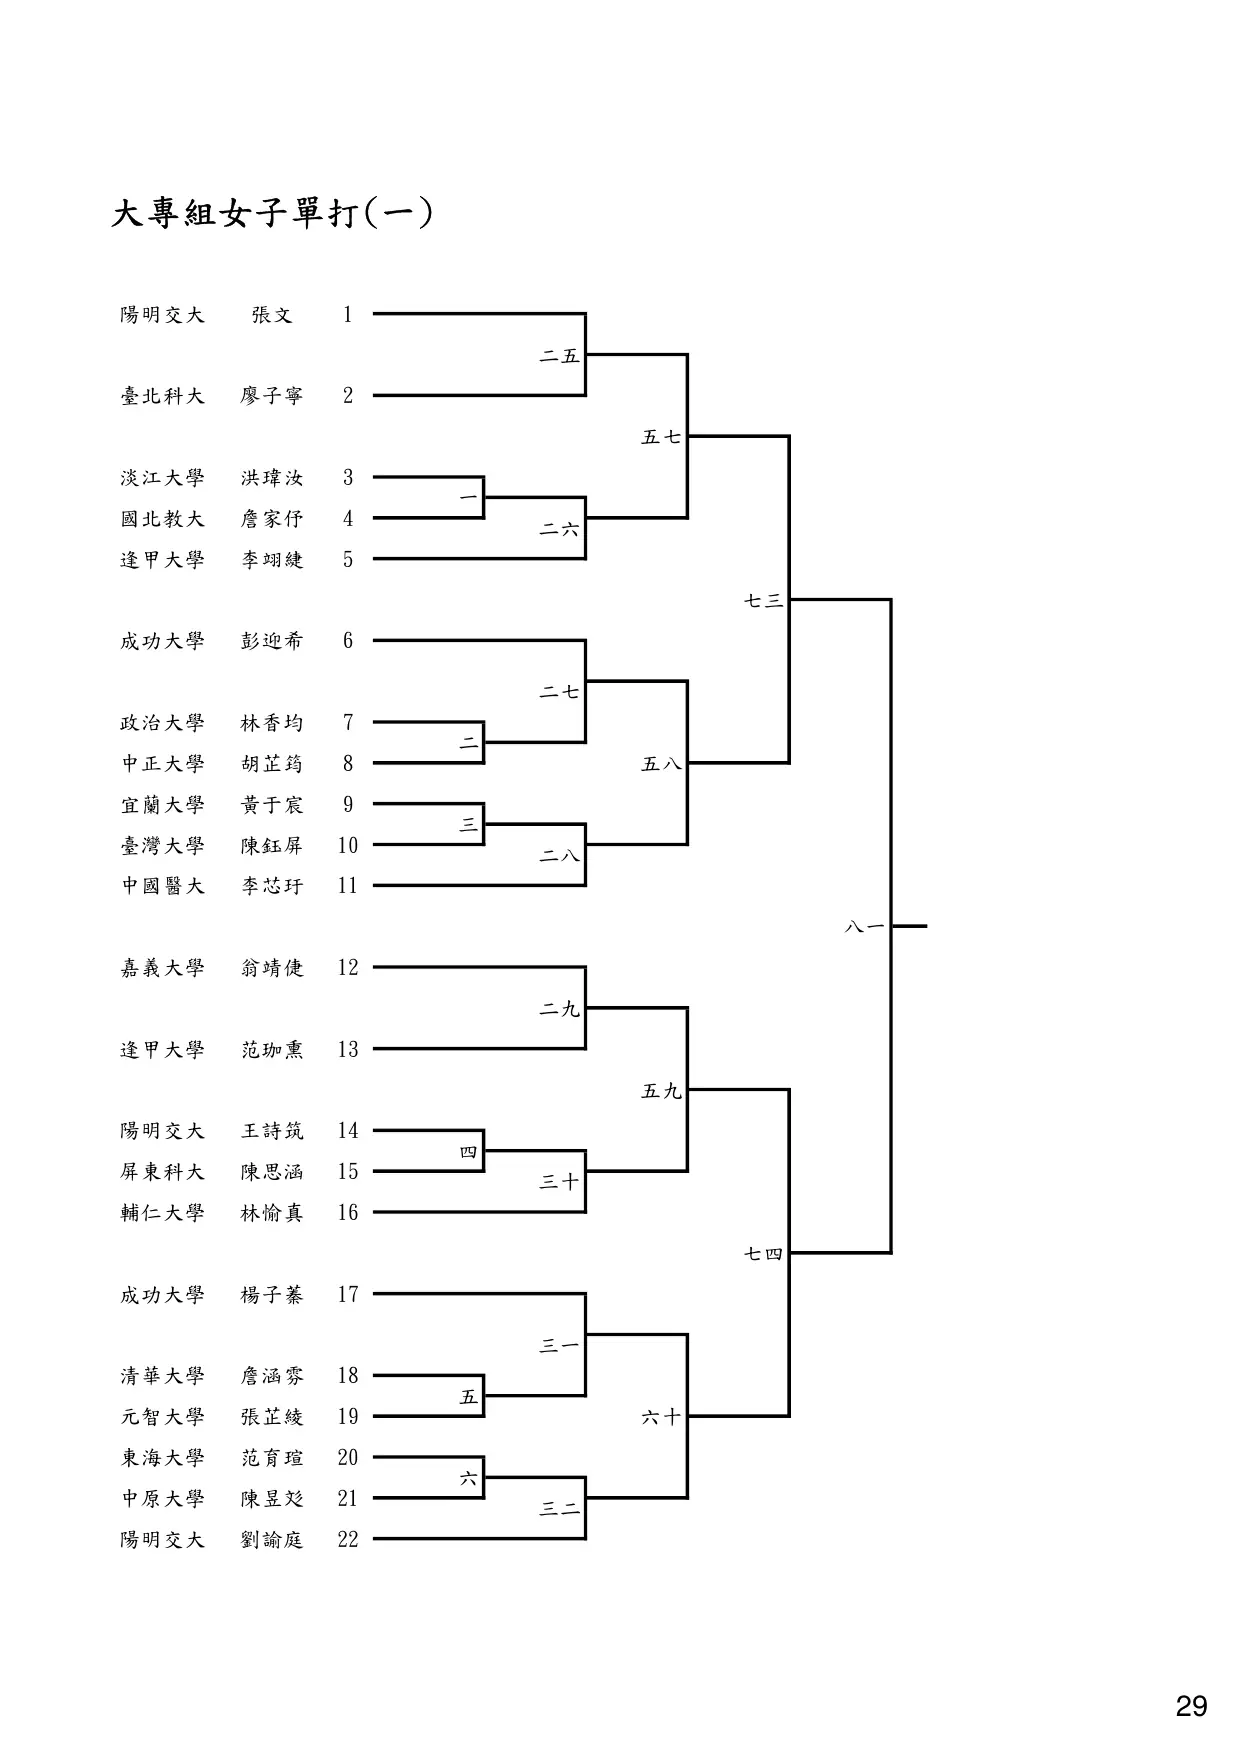 大專組女子單打(一)
陽明交大 張文 1
二五
臺北科大 廖子寧 2
五七
淡江大學 洪瑋汝 3
一
國北教大 詹家伃 4
二六
逢甲大學 李翊緁 5
七三
成功大學 彭迎希 6
二七
政治大學 林香均 7
二
中正大學 胡芷筠 8
五八
宜蘭大學 黃于宸 9
三
臺灣大學 陳鈺屏 10
二八
中國醫大 李芯玗 11
八一
嘉義大學 翁靖倢 12
二九
逢甲大學 范珈熏 13
五九
陽明交大 王詩筑 14
四
屏東科大 陳思涵 15
三十
輔仁大學 林愉真 16
七四
成功大學 楊子蓁 17
三一
清華大學 詹涵雰 18
五
元智大學 張芷綾 19
六十
東海大學 范育瑄 20
六
中原大學 陳昱彣 21
三二
陽明交大 劉諭庭 22
29